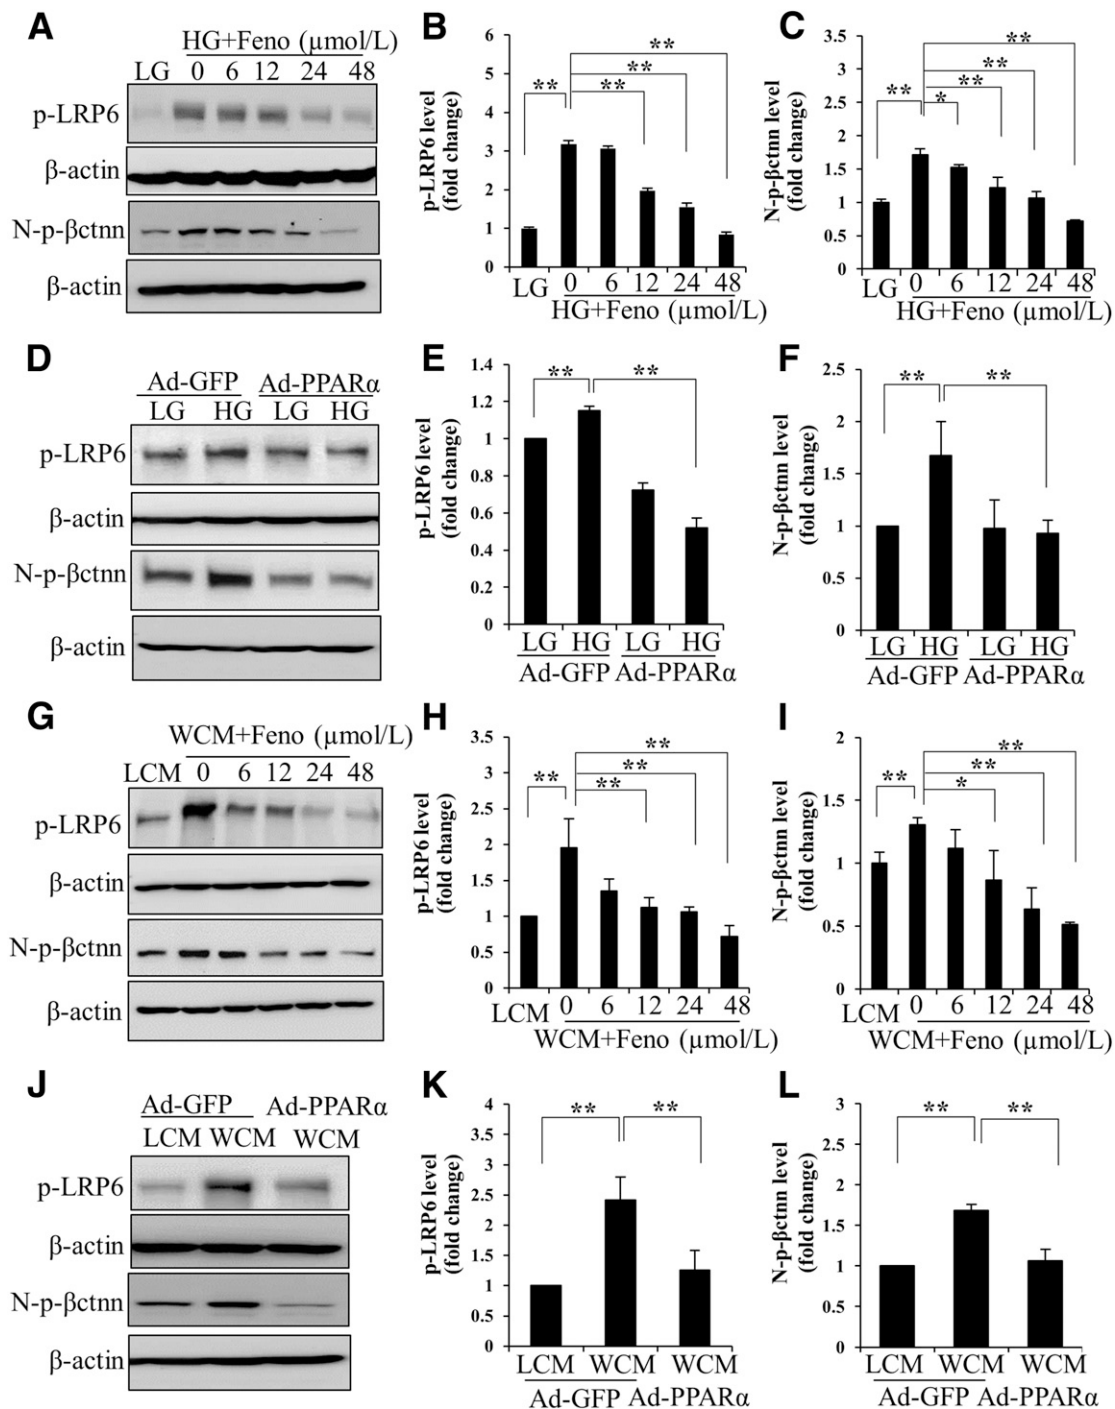 A
HG+Feno (µmol/L)
LG 0 6 12 24 48
p-LRP6
β-actin
N-p-βctnn
β-actin
B
p-LRP6 level
(fold change)
6
5
4
3
2
1
0
**
**
**
**
LG 0 6 12 24 48
HG+Feno (µmol/L)
C
N-p-βctnn level
(fold change)
3.5
3
2.5
2
1.5
1
0.5
0
**
**
**
**
*
LG 0 6 12 24 48
HG+Feno (µmol/L)
D
Ad-GFP Ad-PPARα
LG HG LG HG
p-LRP6
β-actin
N-p-βctnn
β-actin
E
p-LRP6 level
(fold change)
1.4
1.2
1
0.8
0.6
0.4
0.2
0
** **
LG HG LG HG
Ad-GFP Ad-PPARα
F
N-p-βctnn level
(fold change)
2.5
2
1.5
1
0.5
0
** **
LG HG LG HG
Ad-GFP Ad-PPARα
G
WCM+Feno (µmol/L)
LCM 0 6 12 24 48
p-LRP6
β-actin
N-p-βctnn
β-actin
H
p-LRP6 level
(fold change)
3.5
3
2.5
2
1.5
1
0.5
0
**
**
**
**
LCM 0 6 12 24 48
WCM+Feno (µmol/L)
I
N-p-βctnn level
(fold change)
2
1.5
1
0.5
0
**
**
**
*
LCM 0 6 12 24 48
WCM+Feno (µmol/L)
J
Ad-GFP Ad-PPARα
LCM WCM WCM
p-LRP6
β-actin
N-p-βctnn
β-actin
K
p-LRP6 level
(fold change)
4
3.5
3
2.5
2
1.5
1
0.5
0
** **
LCM WCM WCM
Ad-GFP Ad-PPARα
L
N-p-βctnn level
(fold change)
3
2.5
2
1.5
1
0.5
0
** **
LCM WCM WCM
Ad-GFP Ad-PPARα